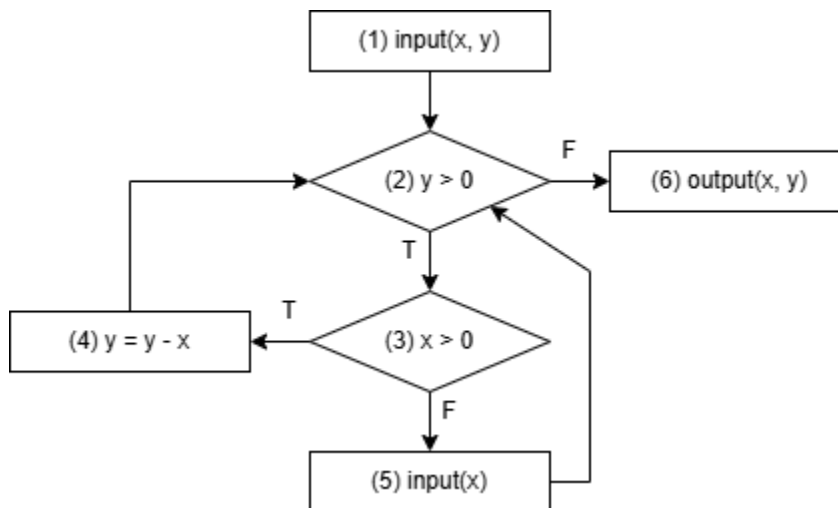 (1) input(x, y)
(2) y > 0
F
(6) output(x, y)
T
(3) x > 0
T
(4) y = y - x
F
(5) input(x)